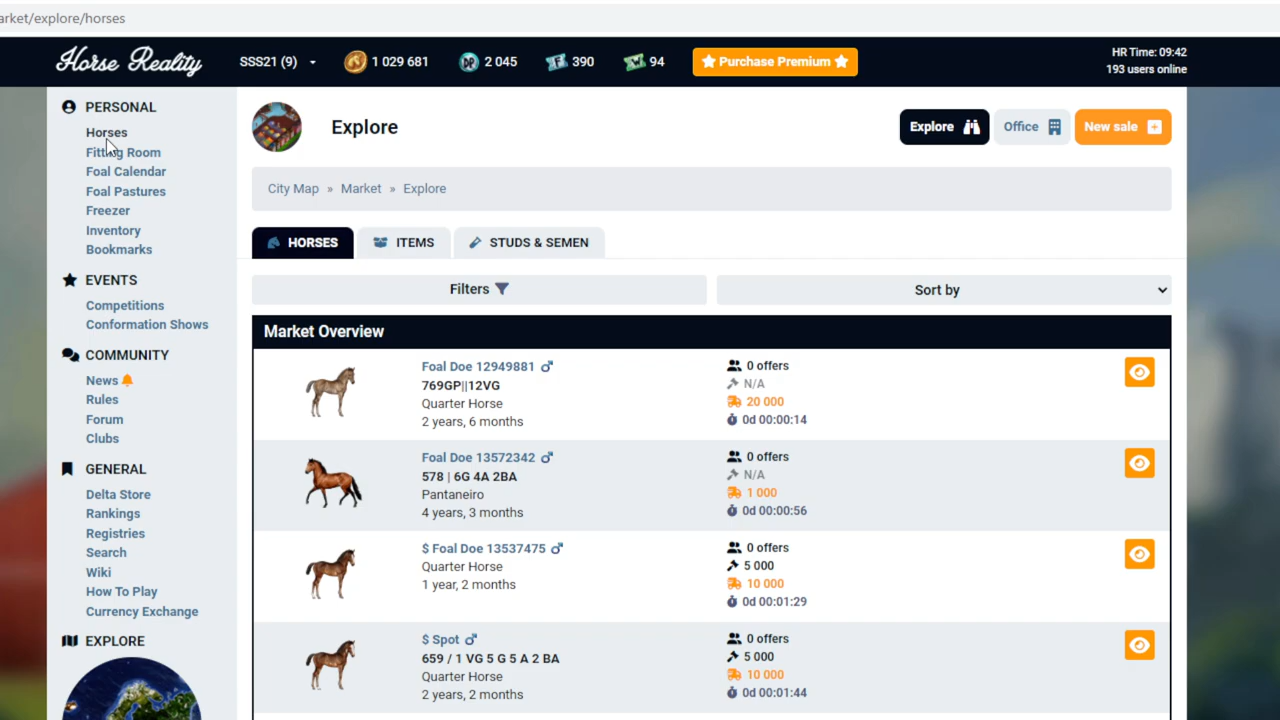 arket/explore/horses
Horse Reality
SSS21 (9)
1 029 681
2 045
390
94
Purchase Premium
HR Time: 09:42
193 users online
PERSONAL
Horses
Fitting Room
Foal Calendar
Foal Pastures
Freezer
Inventory
Bookmarks
EVENTS
Competitions
Conformation Shows
COMMUNITY
News
Rules
Forum
Clubs
GENERAL
Delta Store
Rankings
Registries
Search
Wiki
How To Play
Currency Exchange
EXPLORE
Explore
Explore
Office
New sale
City Map » Market » Explore
HORSES
ITEMS
STUDS & SEMEN
Filters
Sort by
Market Overview
Foal Doe 12949881
769GP||12VG
Quarter Horse
2 years, 6 months
0 offers
N/A
20 000
0d 00:00:14
Foal Doe 13572342
578 | 6G 4A 2BA
Pantaneiro
4 years, 3 months
0 offers
N/A
1 000
0d 00:00:56
$ Foal Doe 13537475
Quarter Horse
1 year, 2 months
0 offers
5 000
10 000
0d 00:01:29
$ Spot
659 / 1 VG 5 G 5 A 2 BA
Quarter Horse
2 years, 2 months
0 offers
5 000
10 000
0d 00:01:44